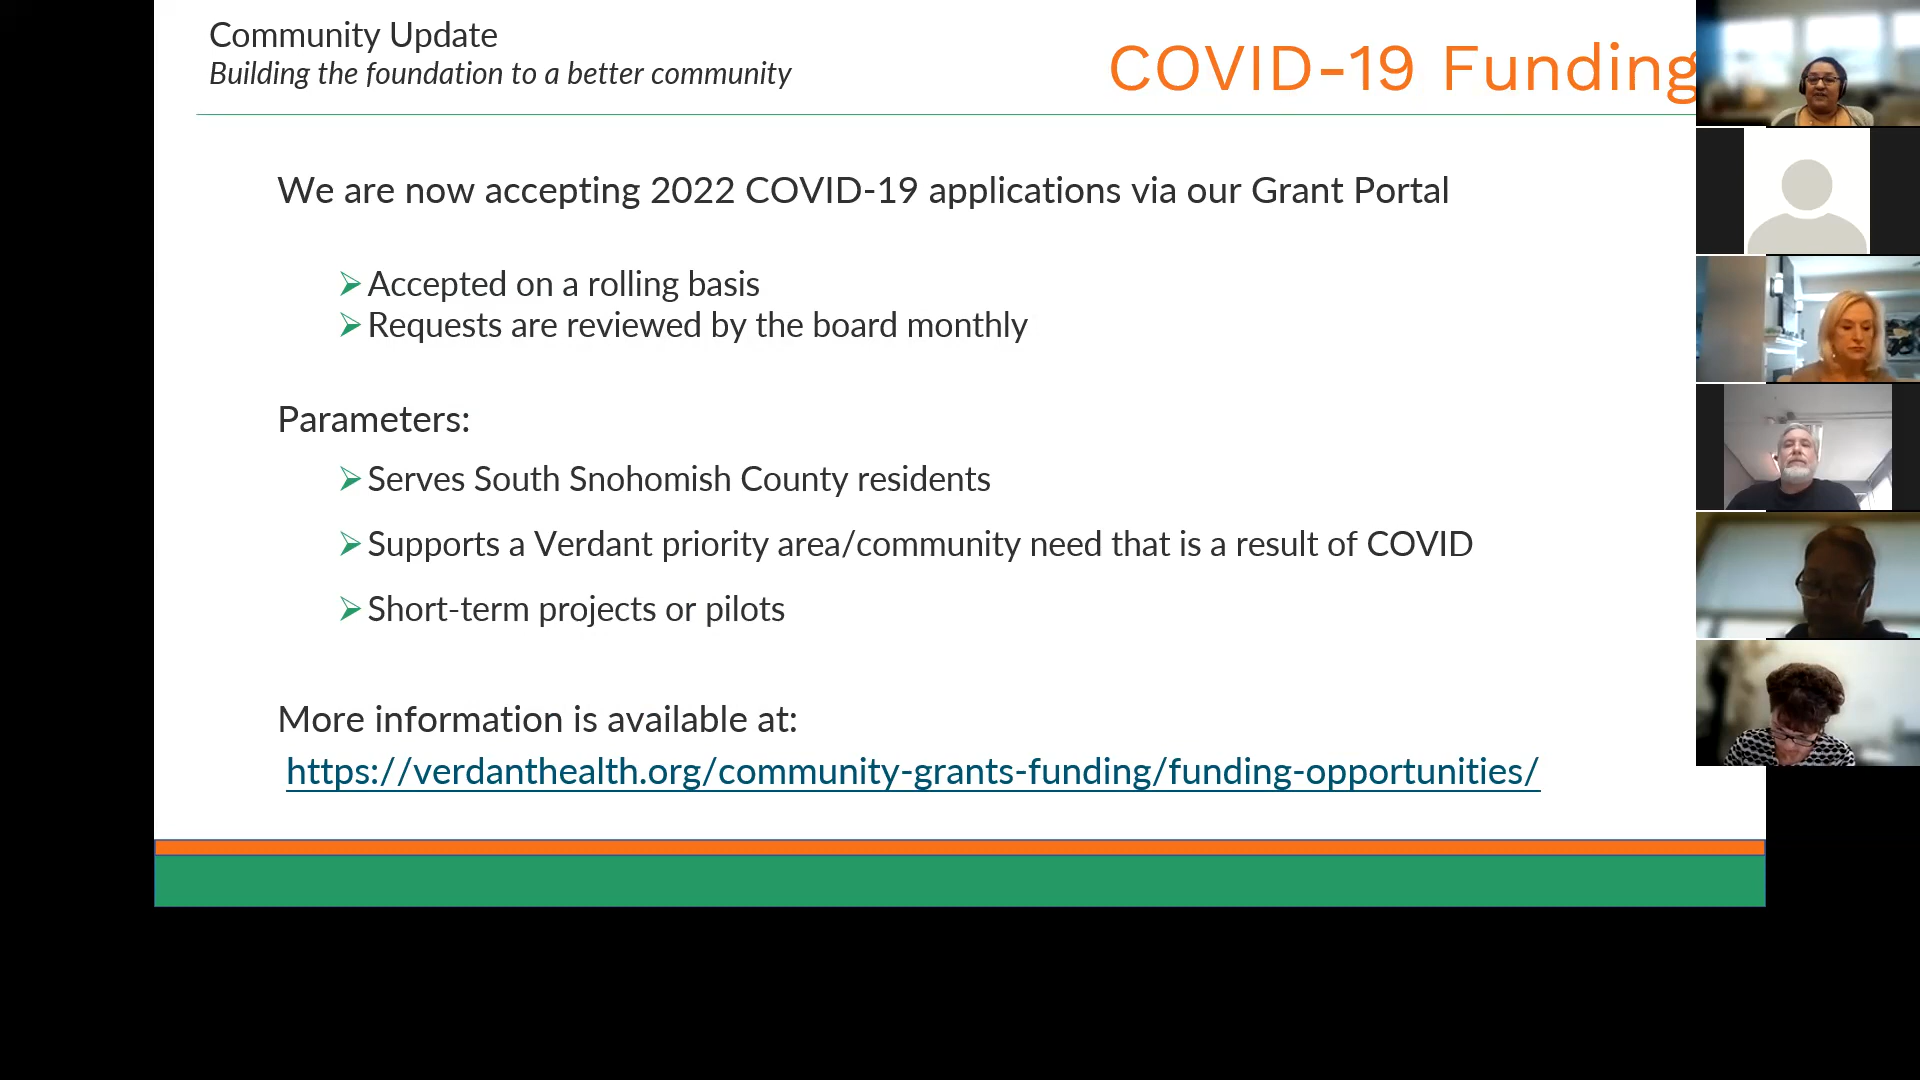 Community Update
Building the foundation to a better community
COVID-19 Funding
We are now accepting 2022 COVID-19 applications via our Grant Portal
Accepted on a rolling basis
Requests are reviewed by the board monthly
Parameters:
Serves South Snohomish County residents
Supports a Verdant priority area/community need that is a result of COVID
Short-term projects or pilots
More information is available at:
https://verdanthealth.org/community-grants-funding/funding-opportunities/